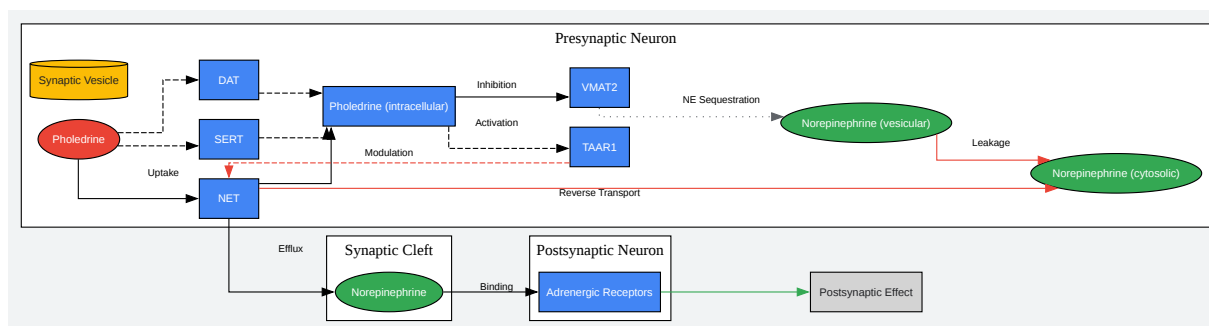 Presynaptic Neuron
Synaptic Vesicle
DAT
VMAT2
Inhibition
NE Sequestration
Pholedrine (intracellular)
Activation
Norepinephrine (vesicular)
Pholedrine
SERT
TAAR1
Modulation
Leakage
Uptake
Norepinephrine (cytosolic)
NET
Reverse Transport
Efflux
Synaptic Cleft
Postsynaptic Neuron
Norepinephrine
Binding
Adrenergic Receptors
Postsynaptic Effect